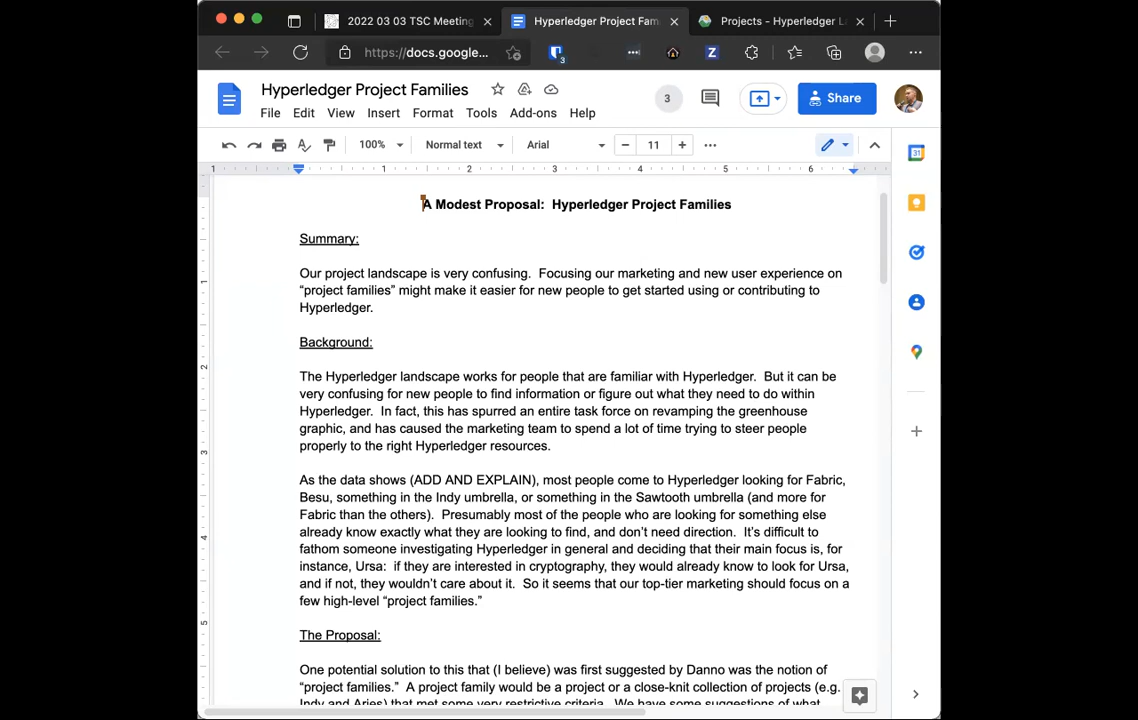 2022 03 03 TSC Meeting
Hyperledger Project Fam
Projects - Hyperledger L
https://docs.google...
3
Z
Hyperledger Project Families
File Edit View Insert Format Tools Add-ons Help
3
Share
100% Normal text Arial 11
1 1 2 3 4 5 6
31
A Modest Proposal: Hyperledger Project Families
Summary:
Our project landscape is very confusing. Focusing our marketing and new user experience on
“project families” might make it easier for new people to get started using or contributing to
Hyperledger.
Background:
The Hyperledger landscape works for people that are familiar with Hyperledger. But it can be
very confusing for new people to find information or figure out what they need to do within
Hyperledger. In fact, this has spurred an entire task force on revamping the greenhouse
graphic, and has caused the marketing team to spend a lot of time trying to steer people
properly to the right Hyperledger resources.
As the data shows (ADD AND EXPLAIN), most people come to Hyperledger looking for Fabric,
Besu, something in the Indy umbrella, or something in the Sawtooth umbrella (and more for
Fabric than the others). Presumably most of the people who are looking for something else
already know exactly what they are looking to find, and don’t need direction. It’s difficult to
fathom someone investigating Hyperledger in general and deciding that their main focus is, for
instance, Ursa: if they are interested in cryptography, they would already know to look for Ursa,
and if not, they wouldn’t care about it. So it seems that our top-tier marketing should focus on a
few high-level “project families.”
The Proposal:
One potential solution to this that (I believe) was first suggested by Danno was the notion of
“project families.” A project family would be a project or a close-knit collection of projects (e.g.
Indy and Aries) that met some very restrictive criteria. We have some suggestions of what
1
2
3
4
5